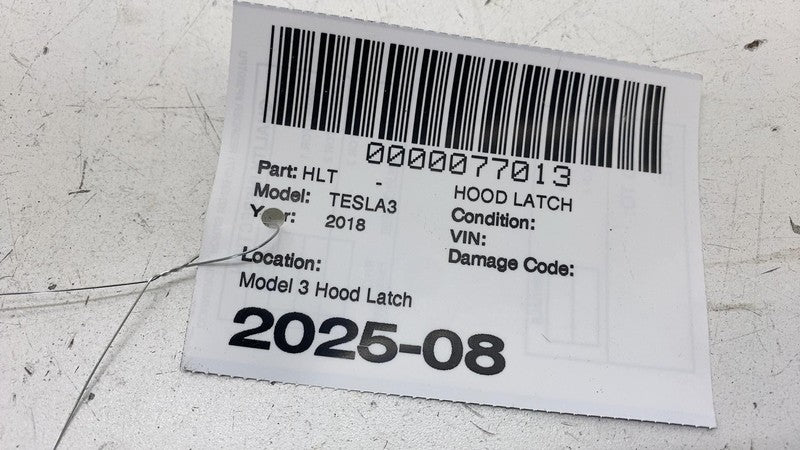 0000077013
Part: HLT - HOOD LATCH
Model: TESLA3 Condition:
Year: 2018 VIN:
Damage Code:
Location:
Model 3 Hood Latch
2025-08